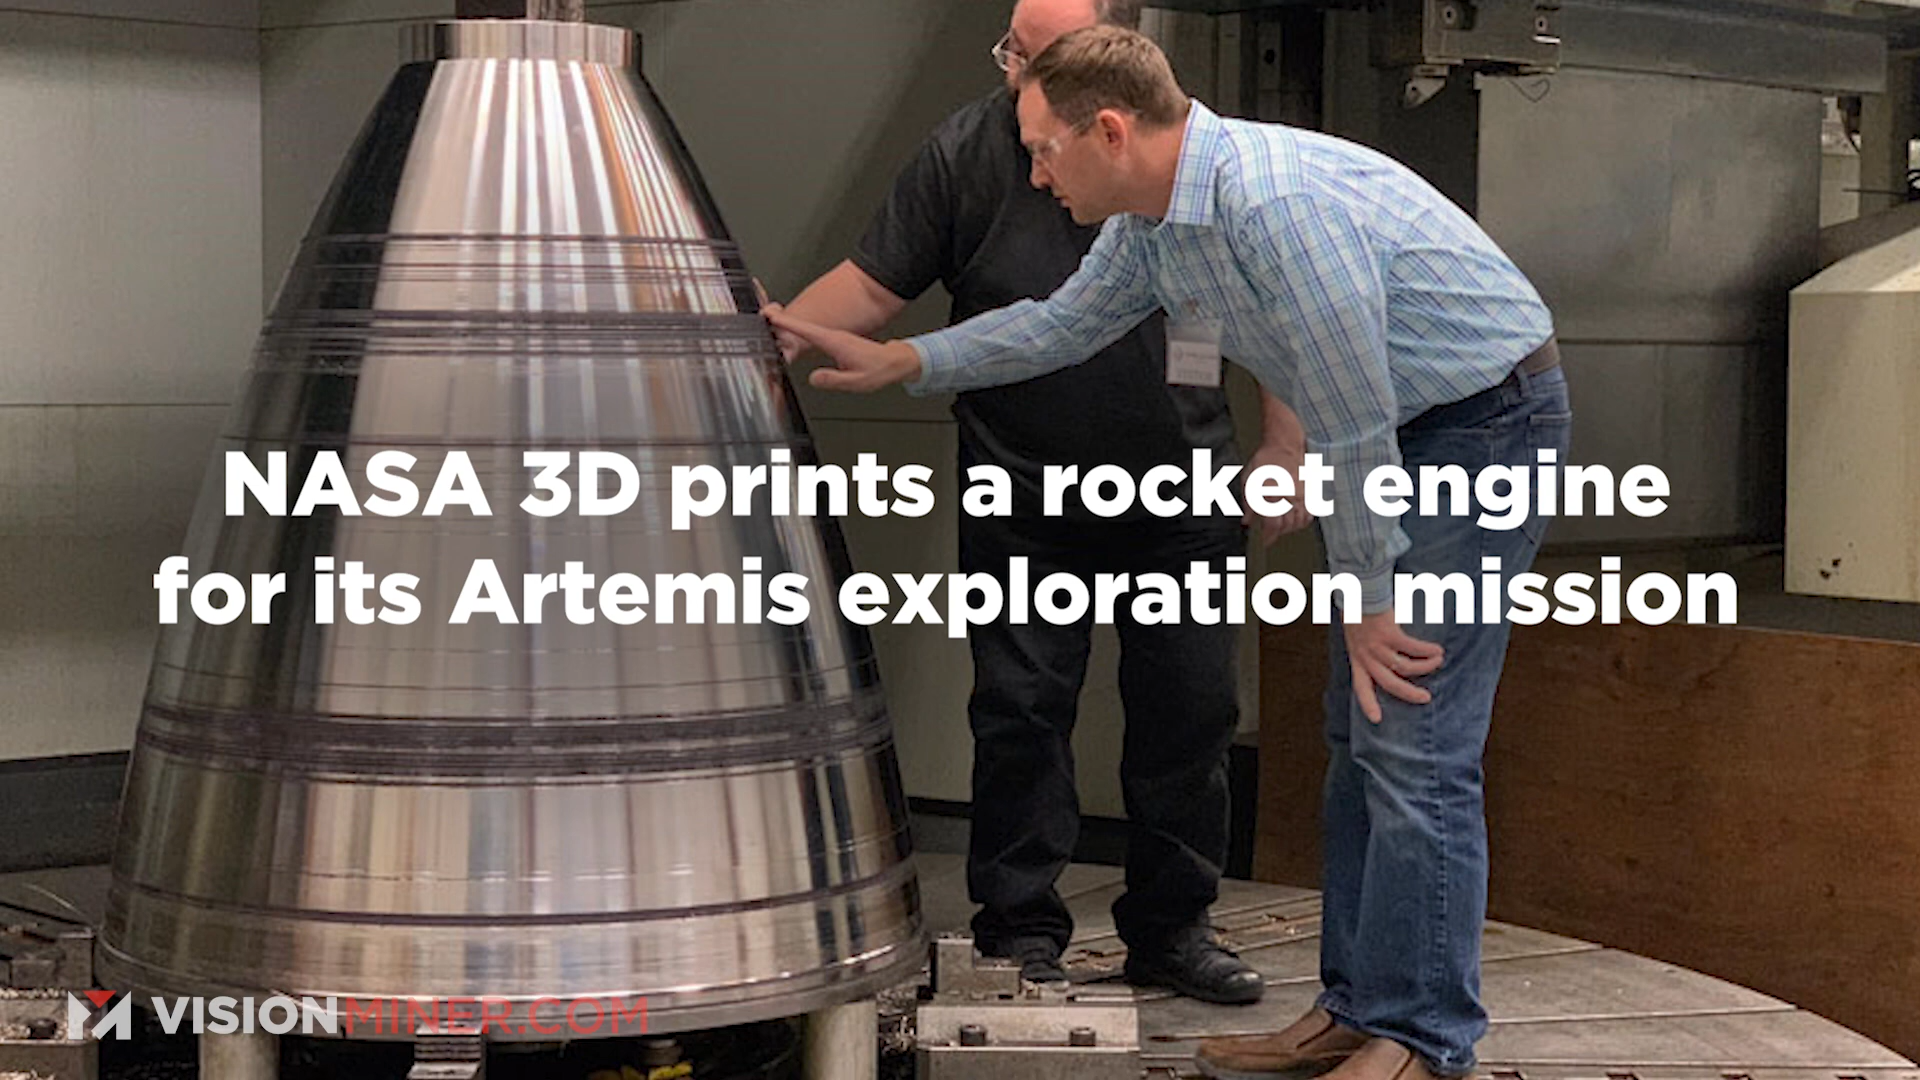 NASA 3D prints a rocket engine
for its Artemis exploration mission
VISIONMINER.COM